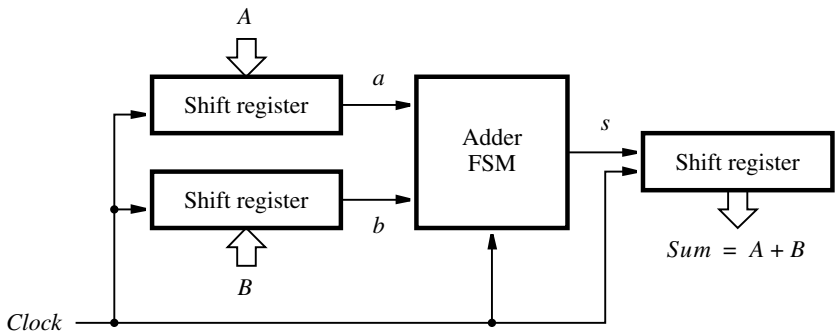 A
Shift register
a
Adder
FSM
s
Shift register
Shift register
b
B
Sum = A + B
Clock